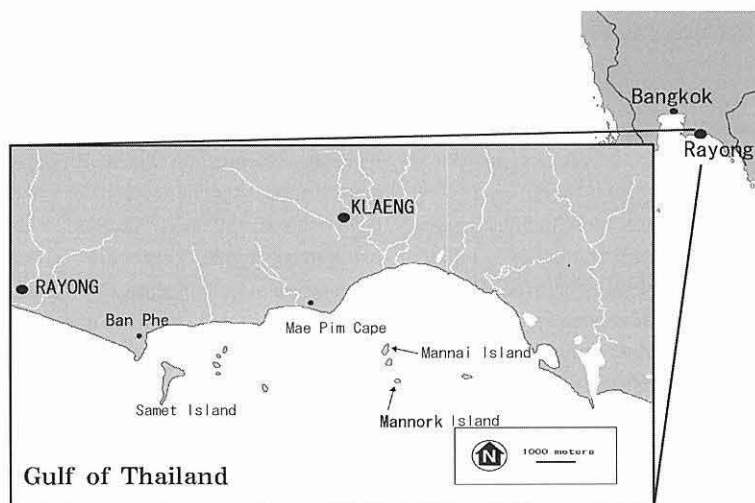 Bangkok
Rayong
KLAENG
RAYONG
Ban Phe
Mae Pim Cape
Mannai Island
Samet Island
Mannork Island
N
1000 meters
Gulf of Thailand